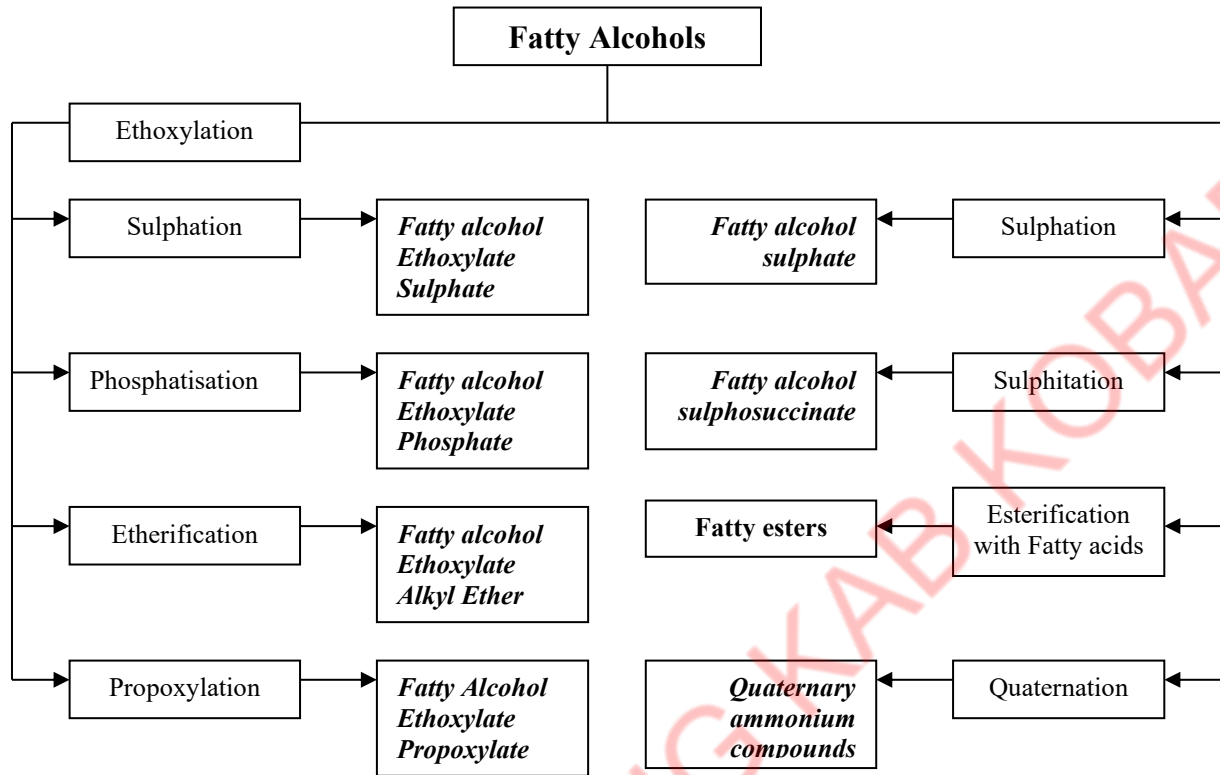 Fatty Alcohols
Ethoxylation
Sulphation
Fatty alcohol
Ethoxylate
Sulphate
Fatty alcohol
sulphate
Sulphation
Phosphatisation
Fatty alcohol
Ethoxylate
Phosphate
Fatty alcohol
sulphosuccinate
Sulphitation
Etherification
Fatty alcohol
Ethoxylate
Alkyl Ether
Fatty esters
Esterification
with Fatty acids
Propoxylation
Fatty Alcohol
Ethoxylate
Propoxylate
Quaternary
ammonium
compounds
Quaternation
KAB